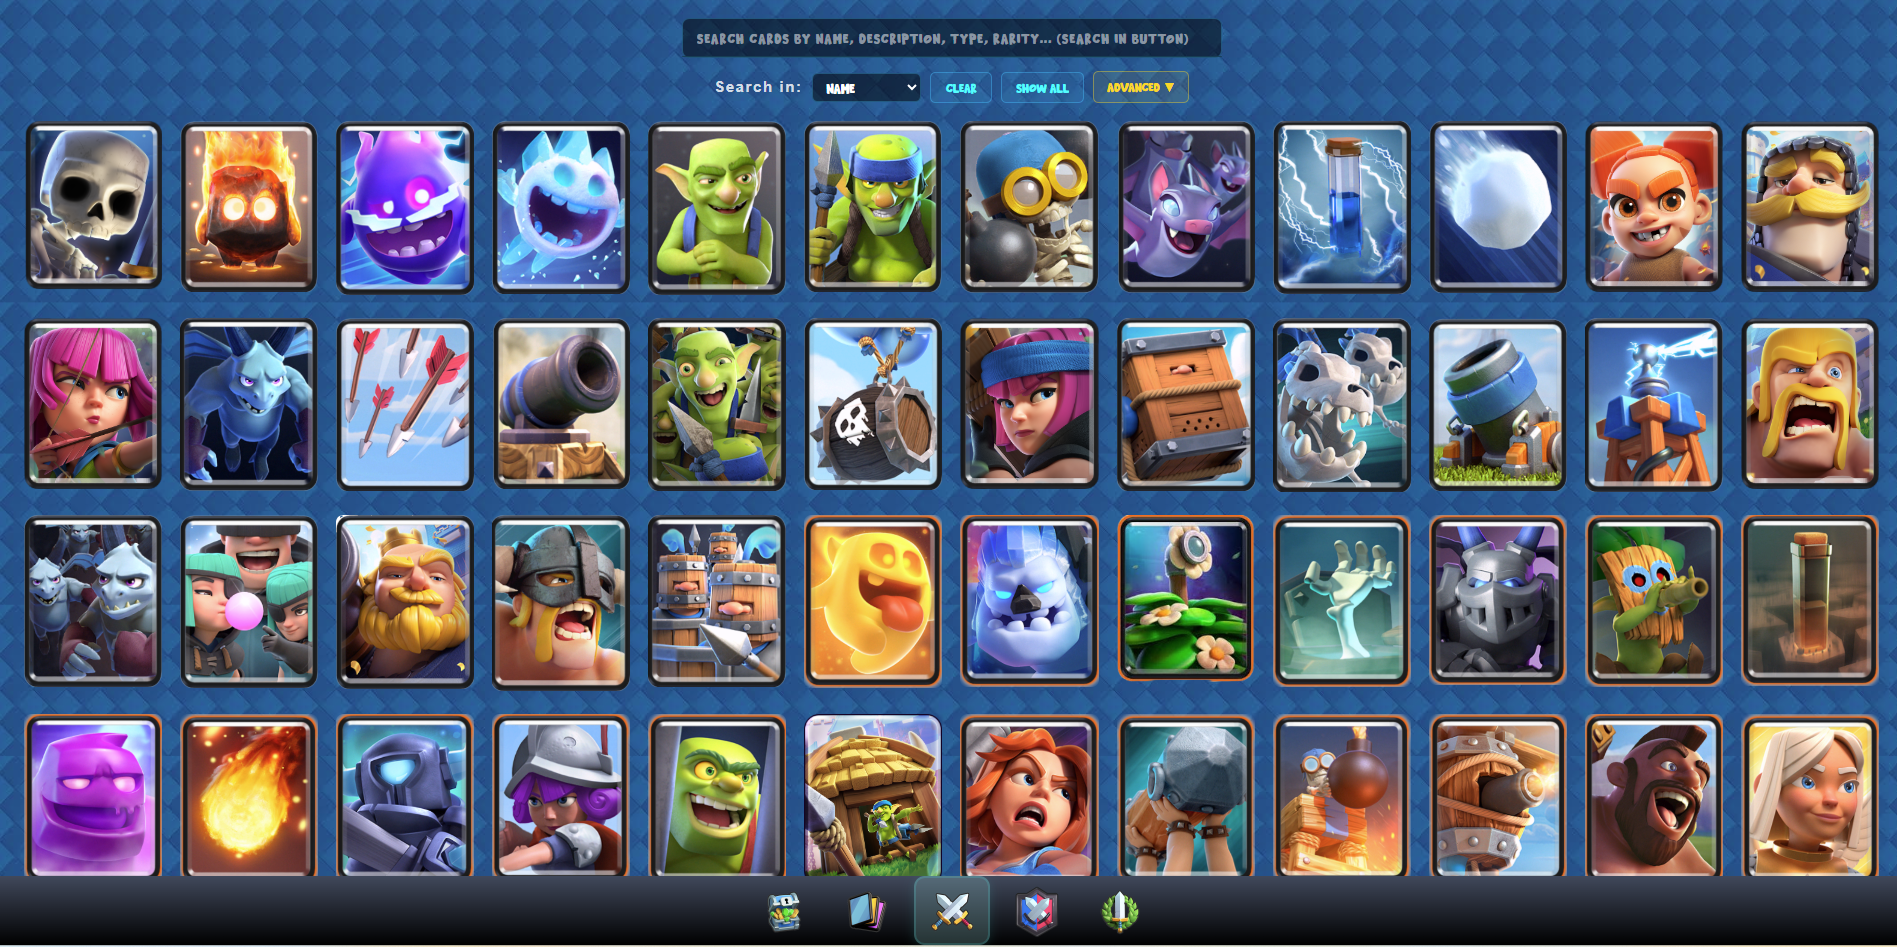 SEARCH CARDS BY NAME, DESCRIPTION, TYPE, RARITY... (SEARCH IN BUTTON)
Search in: NAME CLEAR SHOW ALL ADVANCED ▼